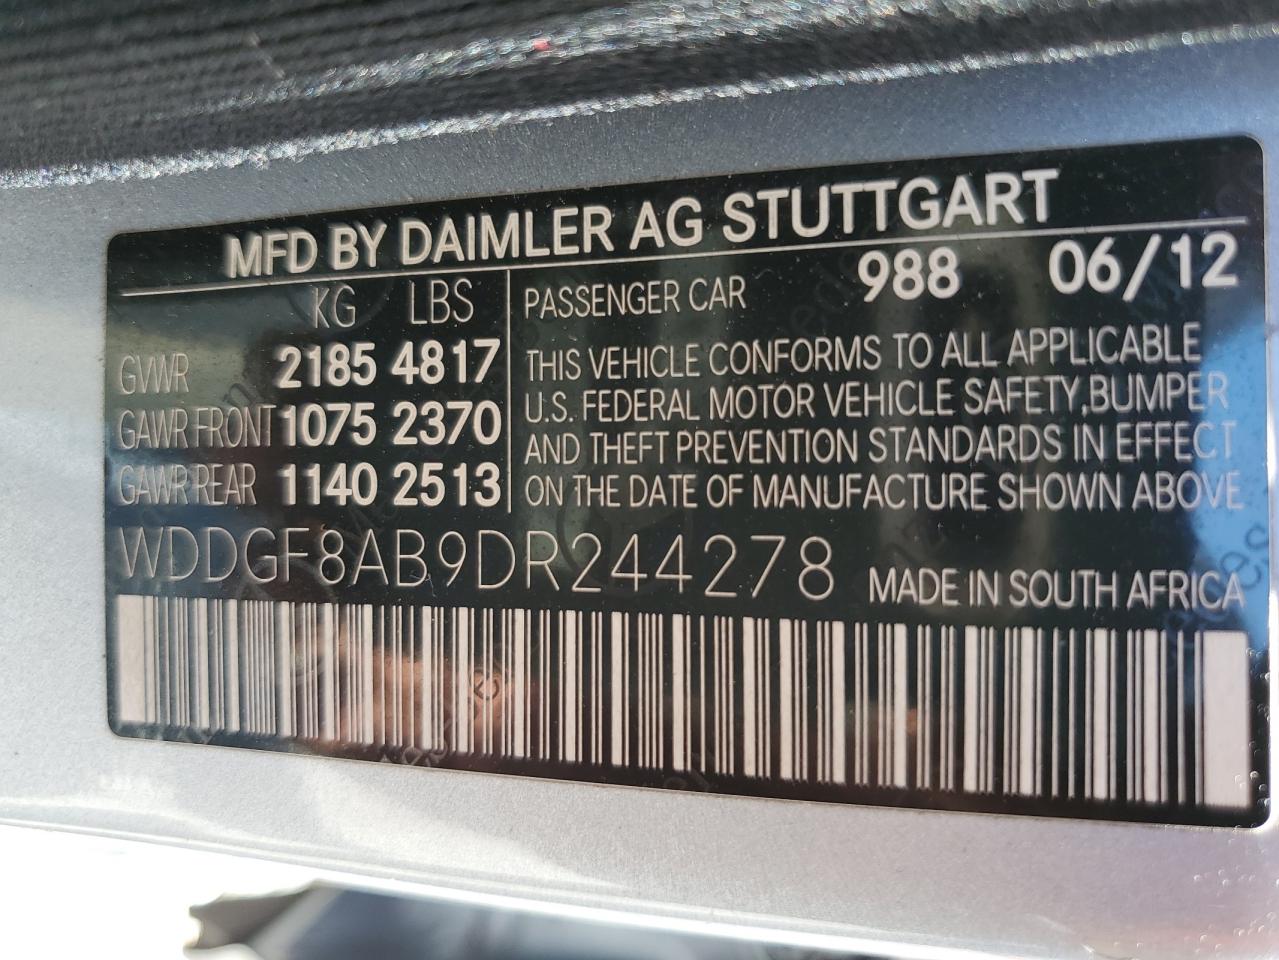 MFD BY DAIMLER AG STUTTGART
KG LBS
GVWR 2185 4817
GAWR FRONT 1075 2370
GAWR REAR 1140 2513
PASSENGER CAR 988 06/12
THIS VEHICLE CONFORMS TO ALL APPLICABLE
U.S. FEDERAL MOTOR VEHICLE SAFETY,BUMPER
AND THEFT PREVENTION STANDARDS IN EFFECT
ON THE DATE OF MANUFACTURE SHOWN ABOVE
WDDGF8AB9DR244278 MADE IN SOUTH AFRICA